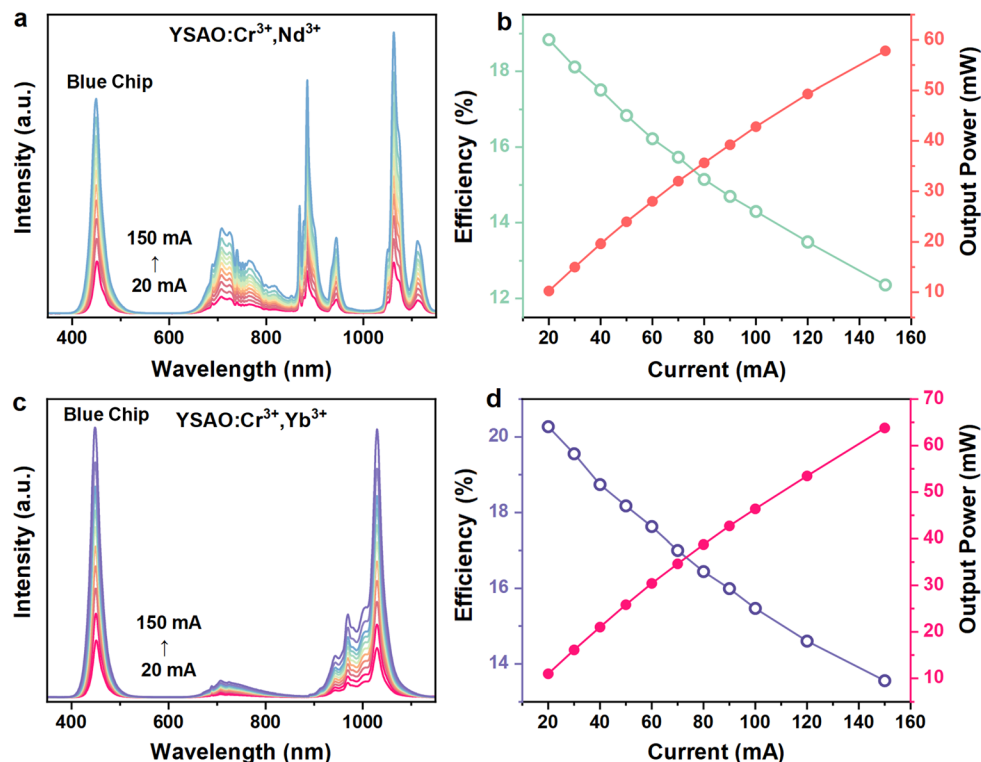 a
YSAO:Cr³⁺,Nd³⁺
Blue Chip
150 mA
↑
20 mA
Intensity (a.u.)
400 600 800 1000
Wavelength (nm)
b
Efficiency (%)
18
16
14
12
Output Power (mW)
60
50
40
30
20
10
20 40 60 80 100 120 140 160
Current (mA)
c
Blue Chip
YSAO:Cr³⁺,Yb³⁺
150 mA
↑
20 mA
Intensity (a.u.)
400 600 800 1000
Wavelength (nm)
d
Efficiency (%)
20
18
16
14
Output Power (mW)
70
60
50
40
30
20
10
20 40 60 80 100 120 140 160
Current (mA)